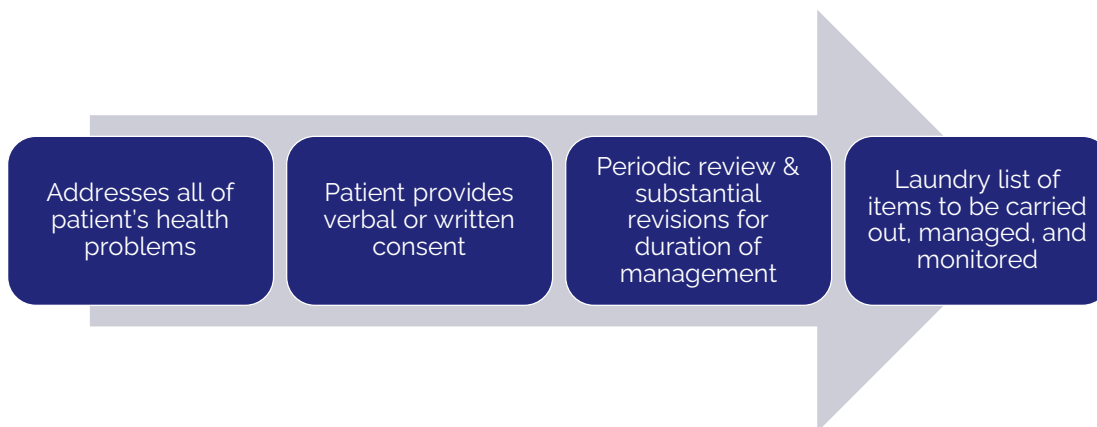 Addresses all of
patient's health
problems
Patient provides
verbal or written
consent
Periodic review &
substantial
revisions for
duration of
management
Laundry list of
items to be carried
out, managed, and
monitored